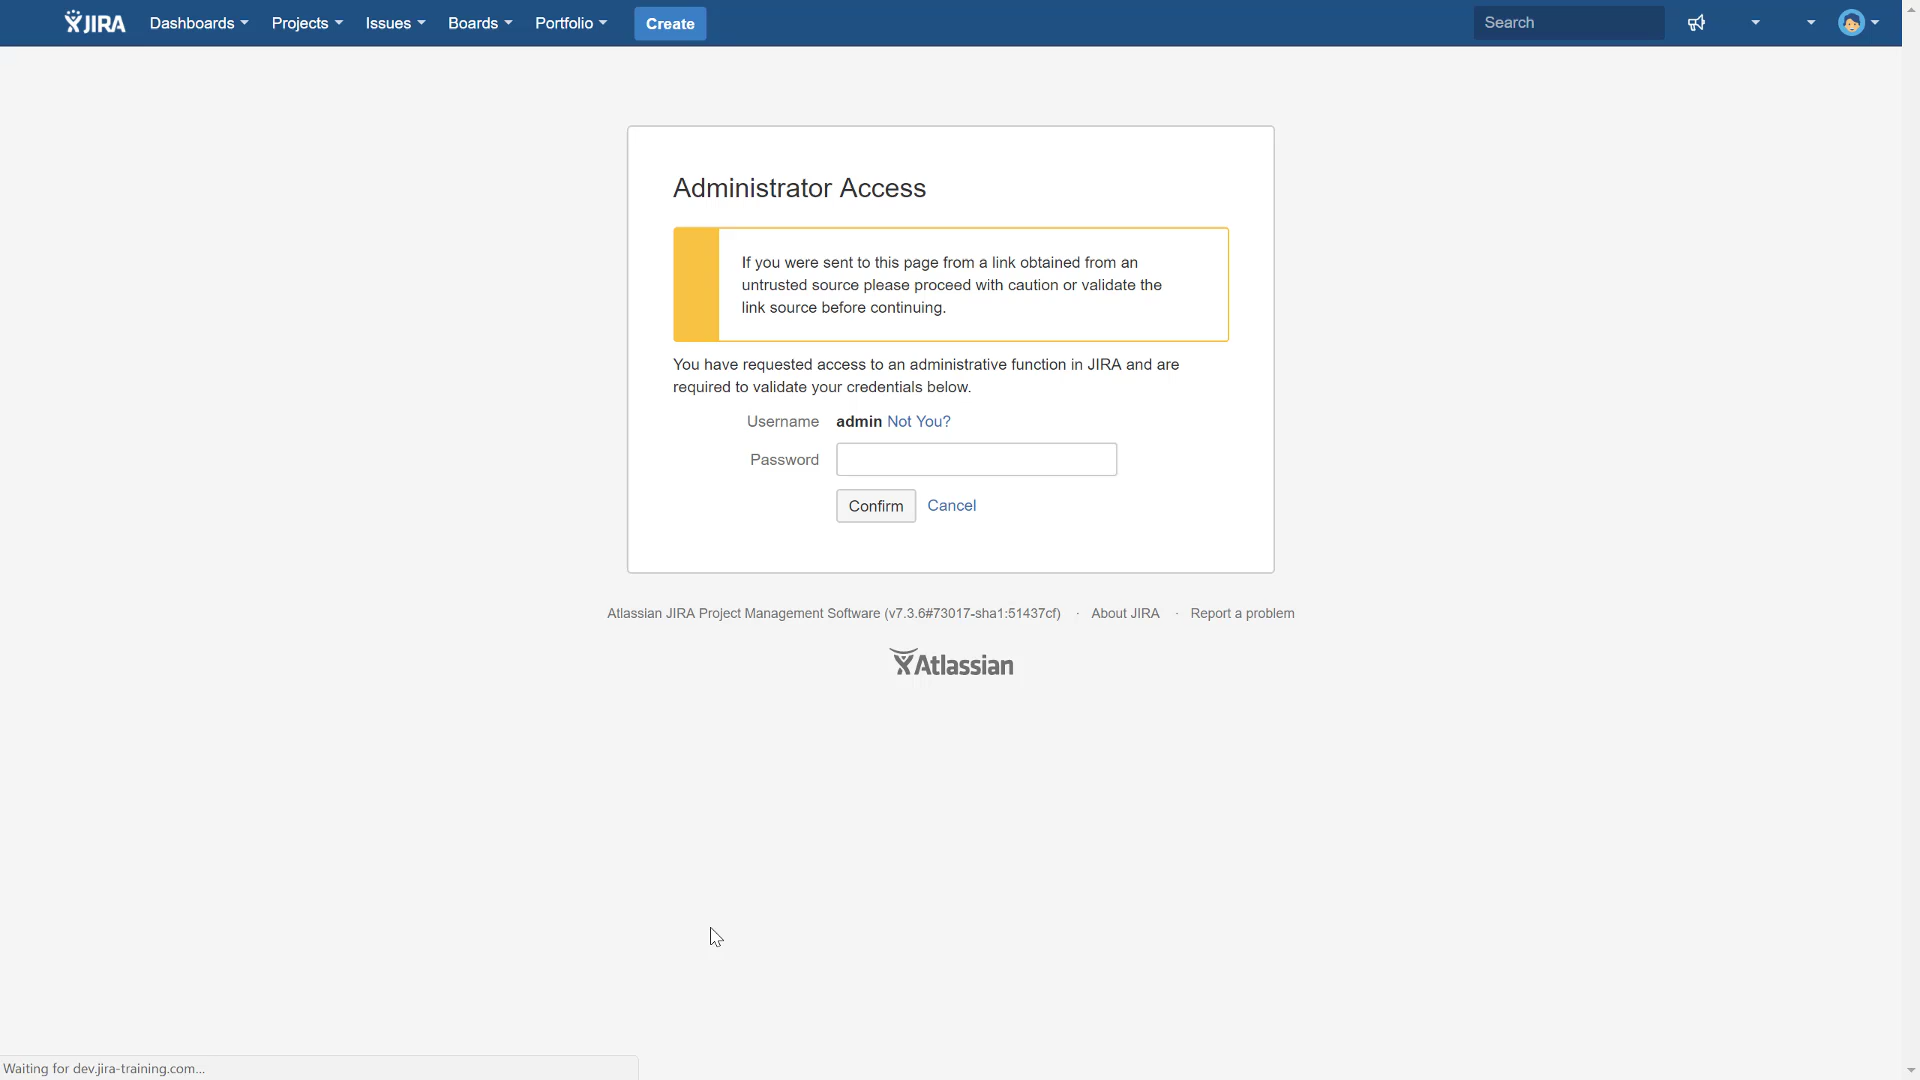 JIRA Dashboards Projects Issues Boards Portfolio Create Search
Administrator Access
If you were sent to this page from a link obtained from an
untrusted source please proceed with caution or validate the
link source before continuing.
You have requested access to an administrative function in JIRA and are
required to validate your credentials below.
Username admin Not You?
Password
Confirm Cancel
Atlassian JIRA Project Management Software (v7.3.6#73017-sha1:51437cf) · About JIRA · Report a problem
Atlassian
Waiting for dev.jira-training.com...